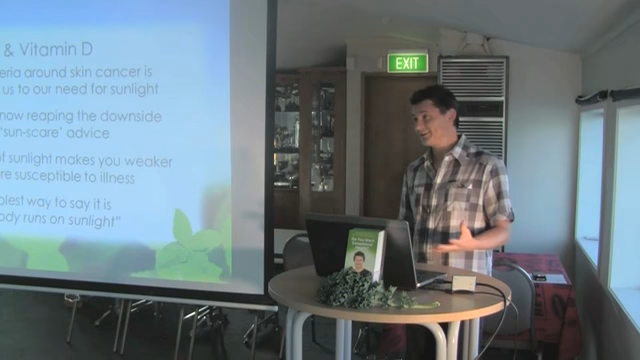 & Vitamin D
eria around skin cancer is
us to our need for sunlight
now reaping the downside
'sun-scare' advice
of sunlight makes you weaker
re susceptible to illness
plest way to say it is
ody runs on sunlight"
EXIT